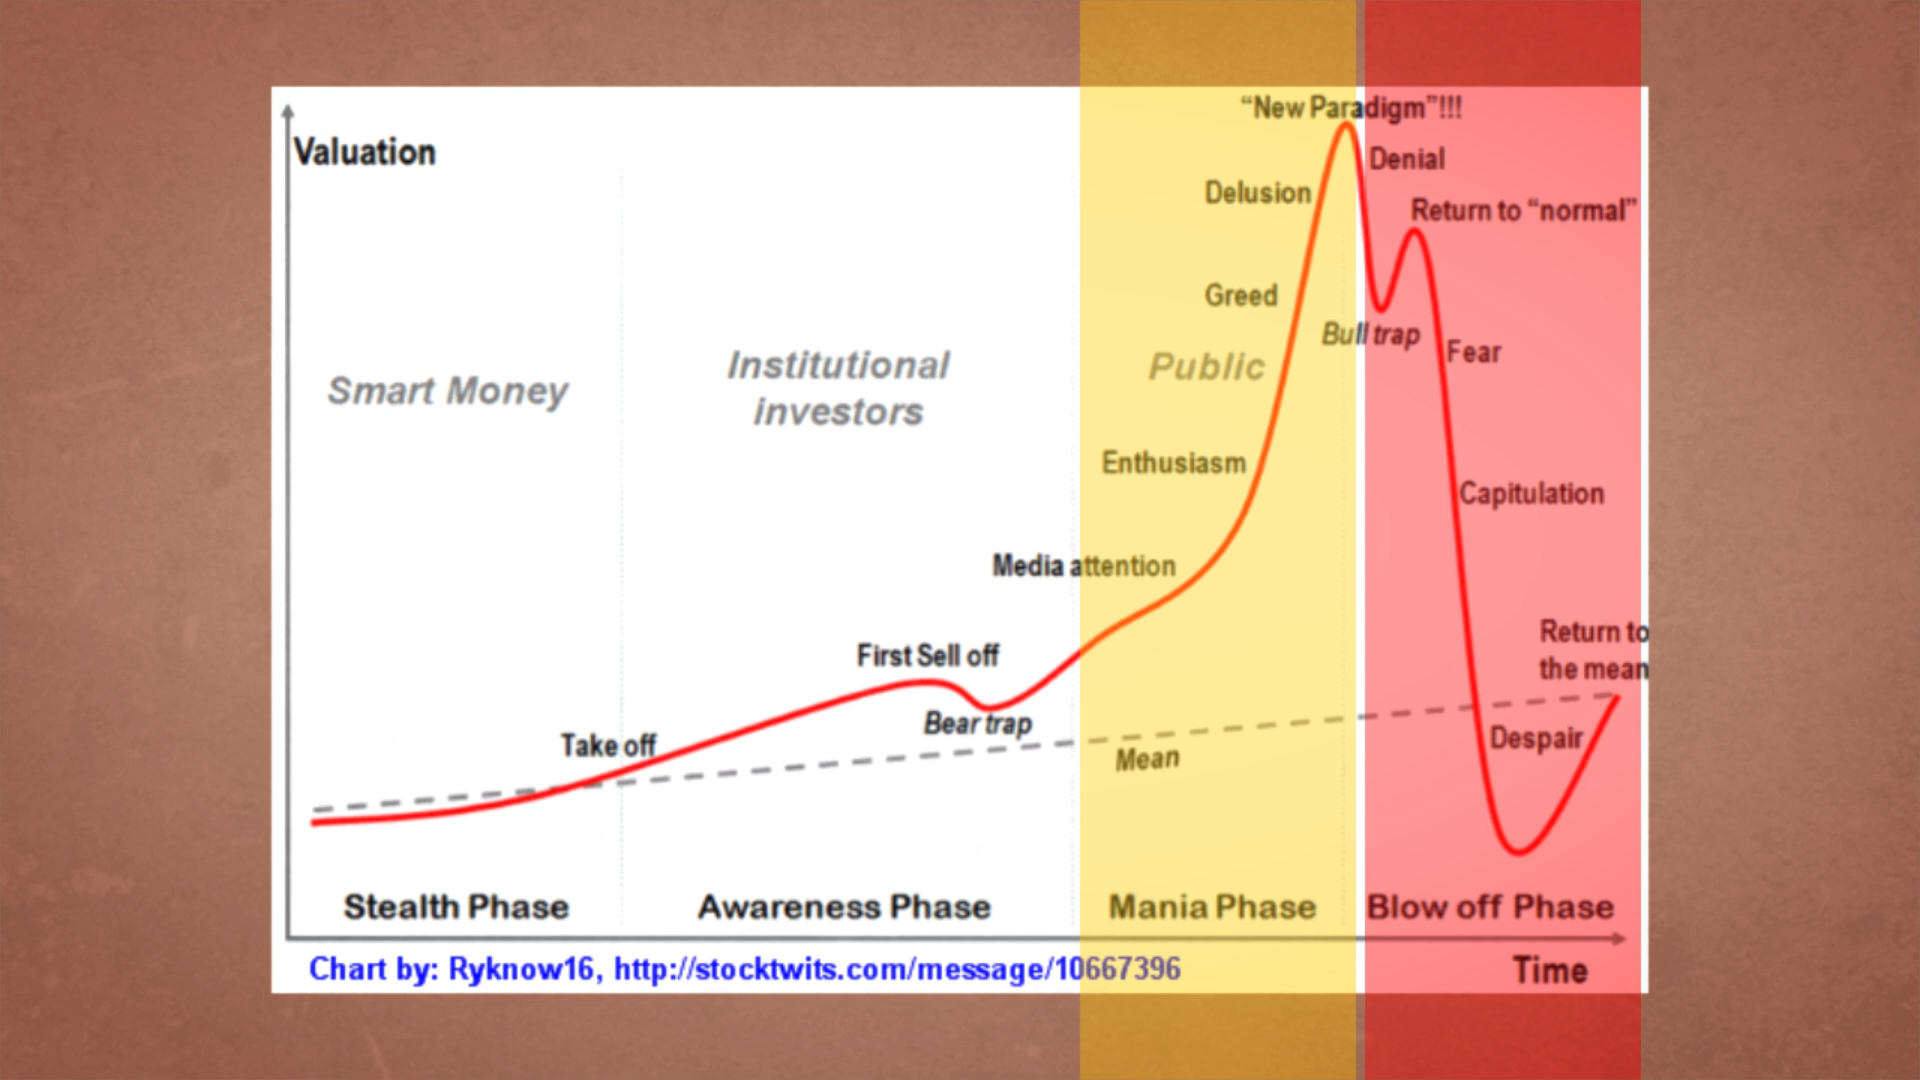 “New Paradigm”!!!
Valuation
Denial
Delusion
Return to “normal”
Greed
Bull trap
Fear
Smart Money
Institutional
investors
Public
Enthusiasm
Capitulation
Media attention
First Sell off
Return to
the mean
Bear trap
Take off
Mean
Despair
Stealth Phase
Awareness Phase
Mania Phase
Blow off Phase
Chart by: Ryknow16, http://stocktwits.com/message/10667396
Time